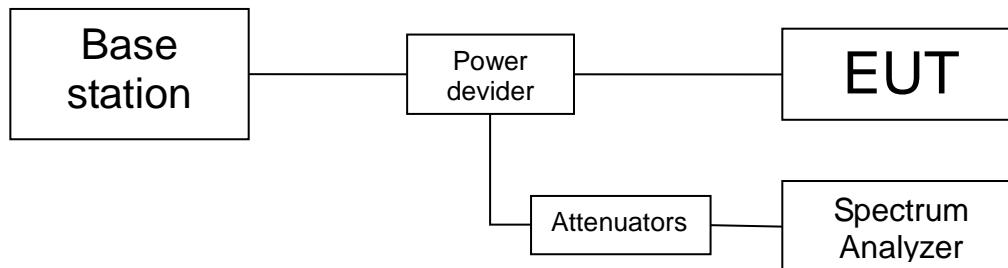 Base
station
Power
devider
EUT
Attenuators
Spectrum
Analyzer